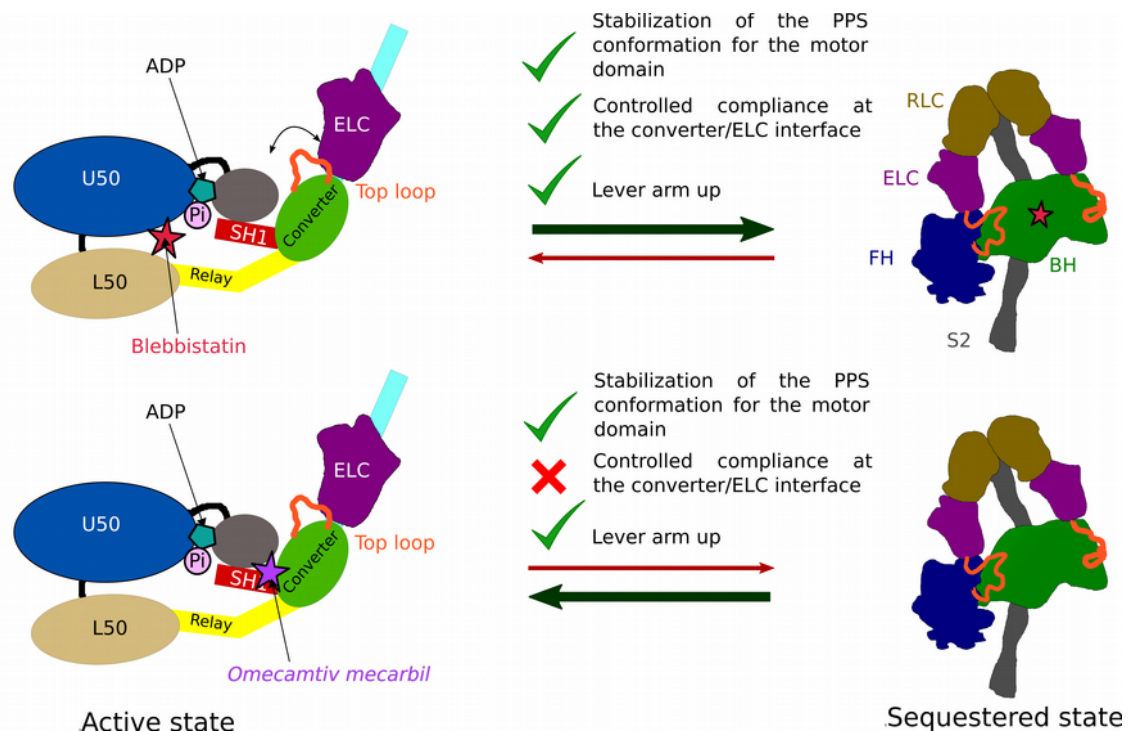 Stabilization of the PPS
conformation for the motor
domain
Controlled compliance at
the converter/ELC interface
Lever arm up
ADP
U50
Pi
ELC
Top loop
SH1
Converter
Relay
L50
Blebbistatin
RLC
ELC
FH
BH
S2
Stabilization of the PPS
conformation for the motor
domain
Controlled compliance at
the converter/ELC interface
Lever arm up
ADP
U50
Pi
ELC
Top loop
Converter
Relay
L50
Omecamtiv mecarbil
Active state
Sequestered state